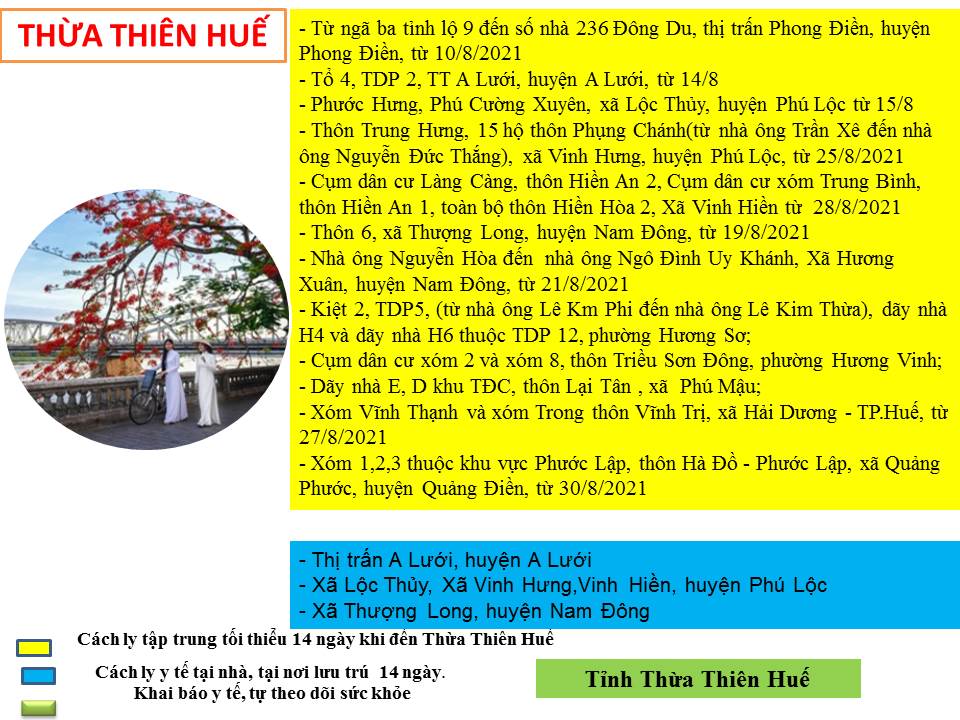 THỪA THIÊN HUẾ
- Từ ngã ba tỉnh lộ 9 đến số nhà 236 Đông Du, thị trấn Phong Điền, huyện
Phong Điền, từ 10/8/2021
- Tổ 4, TDP 2, TT A Lưới, huyện A Lưới, từ 14/8
- Phước Hưng, Phú Cường Xuyên, xã Lộc Thủy, huyện Phú Lộc từ 15/8
- Thôn Trung Hưng, 15 hộ thôn Phụng Chánh(từ nhà ông Trần Xê đến nhà
ông Nguyễn Đức Thắng), xã Vinh Hưng, huyện Phú Lộc, từ 25/8/2021
- Cụm dân cư Làng Càng, thôn Hiền An 2, Cụm dân cư xóm Trung Bình,
thôn Hiền An 1, toàn bộ thôn Hiền Hòa 2, Xã Vinh Hiền từ 28/8/2021
- Thôn 6, xã Thượng Long, huyện Nam Đông, từ 19/8/2021
- Nhà ông Nguyễn Hòa đến nhà ông Ngô Đình Uy Khánh, Xã Hương
Xuân, huyện Nam Đông, từ 21/8/2021
- Kiệt 2, TDP5, (từ nhà ông Lê Km Phi đến nhà ông Lê Kim Thừa), dãy nhà
H4 và dãy nhà H6 thuộc TDP 12, phường Hương Sơ;
- Cụm dân cư xóm 2 và xóm 8, thôn Triều Sơn Đông, phường Hương Vinh;
- Dãy nhà E, D khu TĐC, thôn Lại Tân , xã Phú Mậu;
- Xóm Vĩnh Thạnh và xóm Trong thôn Vĩnh Trị, xã Hải Dương - TP.Huế, từ
27/8/2021
- Xóm 1,2,3 thuộc khu vực Phước Lập, thôn Hà Đồ - Phước Lập, xã Quảng
Phước, huyện Quảng Điền, từ 30/8/2021
- Thị trấn A Lưới, huyện A Lưới
- Xã Lộc Thủy, Xã Vinh Hưng,Vinh Hiền, huyện Phú Lộc
- Xã Thượng Long, huyện Nam Đông
Cách ly tập trung tối thiểu 14 ngày khi đến Thừa Thiên Huế
Cách ly y tế tại nhà, tại nơi lưu trú 14 ngày.
Khai báo y tế, tự theo dõi sức khỏe
Tỉnh Thừa Thiên Huế